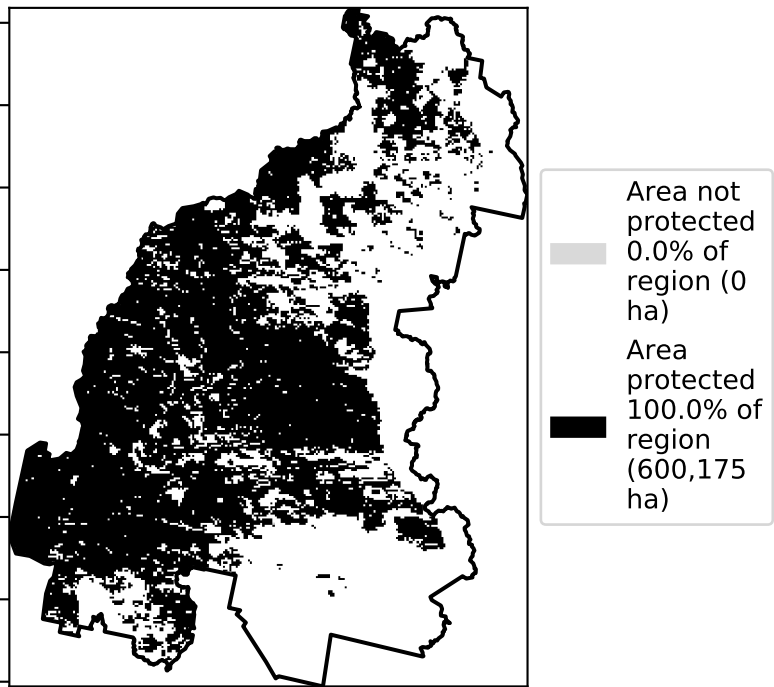 Area not
protected
0.0% of
region (0
ha)
Area
protected
100.0% of
region
(600,175
ha)